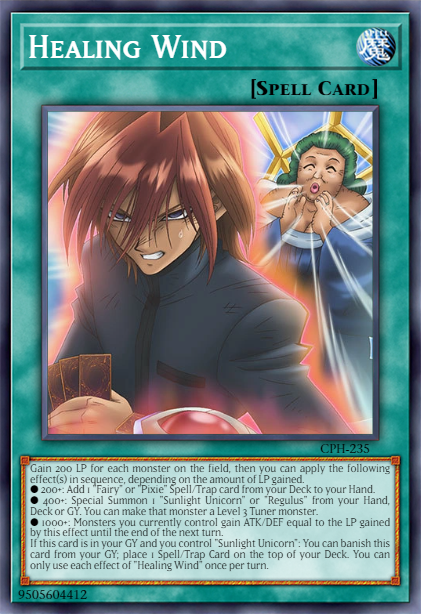 Healing Wind
魔
[Spell Card]
CPH-235
Gain 200 LP for each monster on the field, then you can apply the following
effect(s) in sequence, depending on the amount of LP gained.
● 200+: Add 1 "Fairy" or "Pixie" Spell/Trap card from your Deck to your Hand.
● 400+: Special Summon 1 "Sunlight Unicorn" or "Regulus" from your Hand,
Deck or GY. You can make that monster a Level 3 Tuner monster.
● 1000+: Monsters you currently control gain ATK/DEF equal to the LP gained
by this effect until the end of the next turn.
If this card is in your GY and you control "Sunlight Unicorn": You can banish this
card from your GY; place 1 Spell/Trap Card on the top of your Deck. You can
only use each effect of "Healing Wind" once per turn.
9505604412